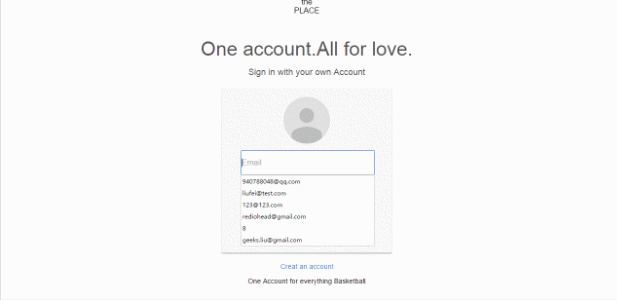 the
PLACE
One account.All for love.
Sign in with your own Account
Email
940788048@qq.com
liufei@test.com
123@123.com
rediohead@gmail.com
8
geeks.liu@gmail.com
Creat an account
One Account for everything Basketball